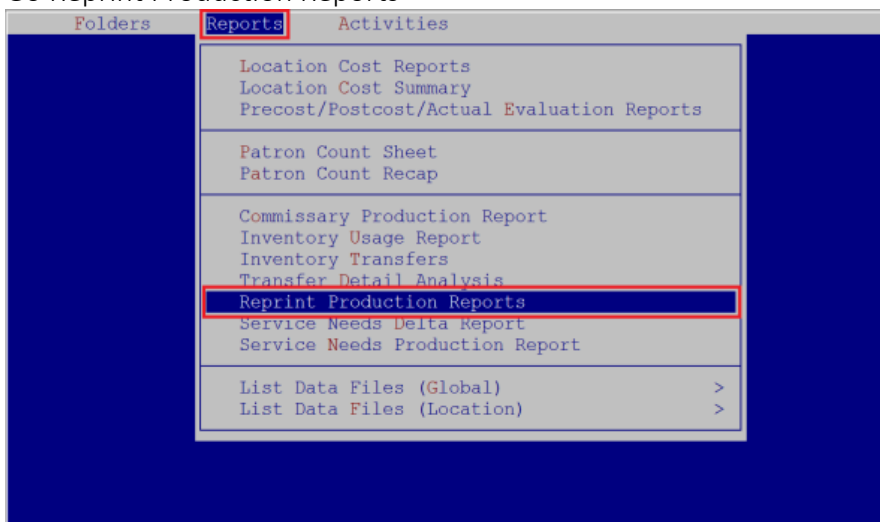 Folders Reports Activities
Location Cost Reports
Location Cost Summary
Precost/Postcost/Actual Evaluation Reports
Patron Count Sheet
Patron Count Recap
Commissary Production Report
Inventory Usage Report
Inventory Transfers
Transfer Detail Analysis
Reprint Production Reports
Service Needs Delta Report
Service Needs Production Report
List Data Files (Global) >
List Data Files (Location) >